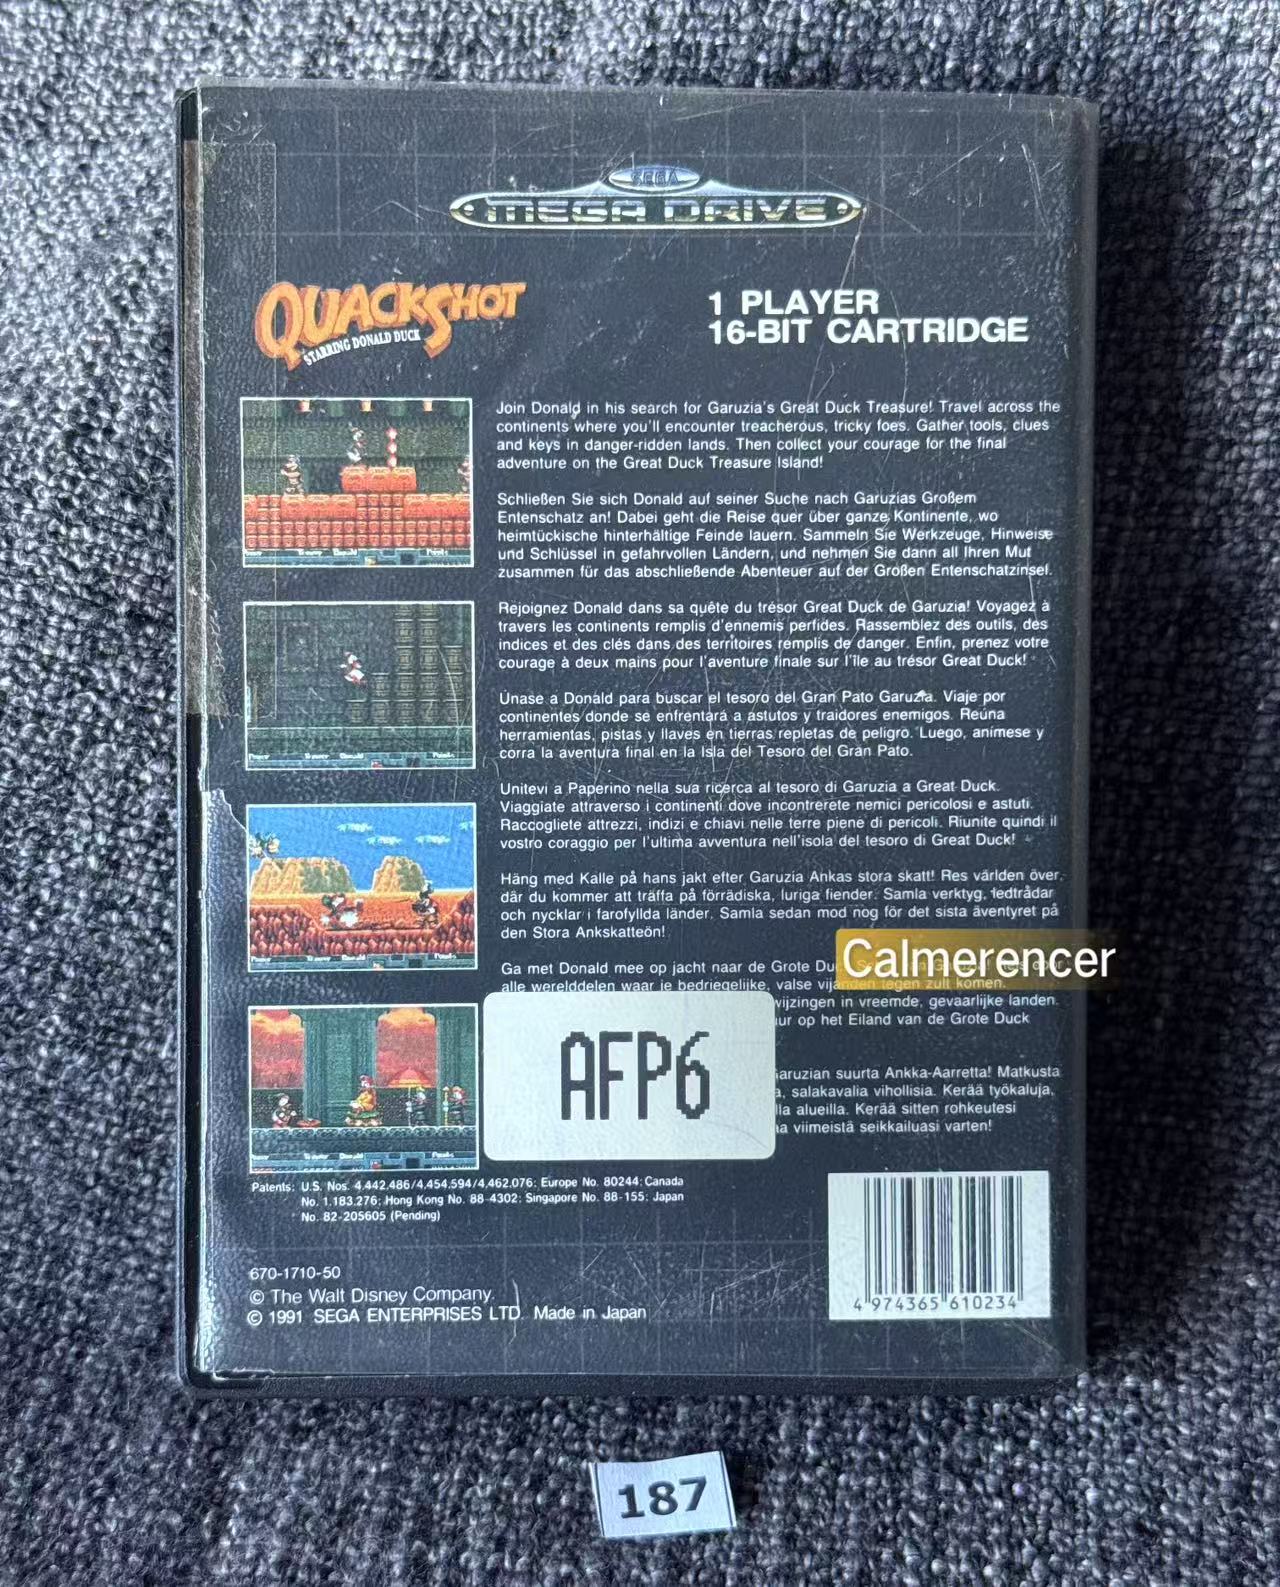 SEGA
MEGA DRIVE
QUACKSHOT
STARRING DONALD DUCK
1 PLAYER
16-BIT CARTRIDGE
Join Donald in his search for Garuzia's Great Duck Treasure! Travel across the
continents where you'll encounter treacherous, tricky foes. Gather tools, clues
and keys in danger-ridden lands. Then collect your courage for the final
adventure on the Great Duck Treasure Island!
Schließen Sie sich Donald auf seiner Suche nach Garuzias Großem
Entenschatz an! Dabei geht die Reise quer über ganze Kontinente, wo
heimtückische hinterhältige Feinde lauern. Sammeln Sie Werkzeuge, Hinweise
und Schlüssel in gefahrvollen Ländern, und nehmen Sie dann all Ihren Mut
zusammen für das abschließende Abenteuer auf der Großen Entenschatzinsel.
Rejoignez Donald dans sa quête du trésor Great Duck de Garuzia! Voyagez à
travers les continents remplis d'ennemis perfides. Rassemblez des outils, des
indices et des clés dans des territoires remplis de danger. Enfin, prenez votre
courage à deux mains pour l'aventure finale sur l'île au trésor Great Duck!
Únase a Donald para buscar el tesoro del Gran Pato Garuzia. Viaje por
continentes donde se enfrentará a astutos y traidores enemigos. Reúna
herramientas, pistas y llaves en tierras repletas de peligro. Luego, anímese y
corra la aventura final en la Isla del Tesoro del Gran Pato.
Unitevi a Paperino nella sua ricerca al tesoro di Garuzia a Great Duck.
Viaggiate attraverso i continenti dove incontrerete nemici pericolosi e astuti.
Raccogliete attrezzi, indizi e chiavi nelle terre piene di pericoli. Riunite quindi il
vostro coraggio per l'ultima avventura nell'isola del tesoro di Great Duck!
Häng med Kalle på hans jakt efter Garuzia Ankas stora skatt! Res världen över,
där du kommer att träffa på förrädiska, luriga fiender. Samla verktyg, ledtrådar
och nycklar i farofyllda länder. Samla sedan mod nog för det sista äventyret på
den Stora Ankskatteön!
Calmerencer
Ga met Donald mee op jacht naar de Grote
alle werelddelen waar je bedriegelijke, valse vijanden tegen zult komen.
wijzingen in vreemde, gevaarlijke landen.
ur op het Eiland van de Grote Duck
AFP6
Garuzian suurta Ankka-Aarretta! Matkusta
a, salakavalia vihollisia. Kerää työkaluja,
lla alueilla. Kerää sitten rohkeutesi
aa viimeistä seikkailuasi varten!
Patents: U.S. Nos. 4,442,486/4,454,594/4,462,076; Europe No. 80244; Canada
No. 1,183,276; Hong Kong No. 88-4302; Singapore No. 88-155; Japan
No. 82-205605 (Pending)
670-1710-50
© The Walt Disney Company.
© 1991 SEGA ENTERPRISES LTD. Made in Japan
4 974365 610234
187